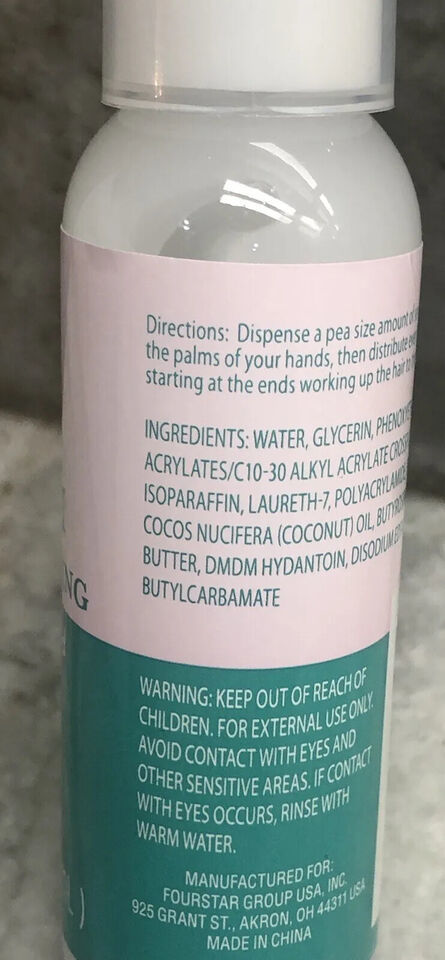 Directions: Dispense a pea size amount of
the palms of your hands, then distribute
starting at the ends working up the hair to
INGREDIENTS: WATER, GLYCERIN,
ACRYLATES/C10-30 ALKYL ACRYLATE
ISOPARAFFIN, LAURETH-7,
COCOS NUCIFERA (COCONUT) OIL,
BUTTER, DMDM HYDANTOIN, DISODIUM
BUTYLCARBAMATE
NG
WARNING: KEEP OUT OF REACH OF
CHILDREN. FOR EXTERNAL USE ONLY.
AVOID CONTACT WITH EYES AND
OTHER SENSITIVE AREAS. IF CONTACT
WITH EYES OCCURS, RINSE WITH
WARM WATER.
MANUFACTURED FOR:
FOURSTAR GROUP USA, INC.
925 GRANT ST., AKRON, OH 44311 USA
MADE IN CHINA
L)